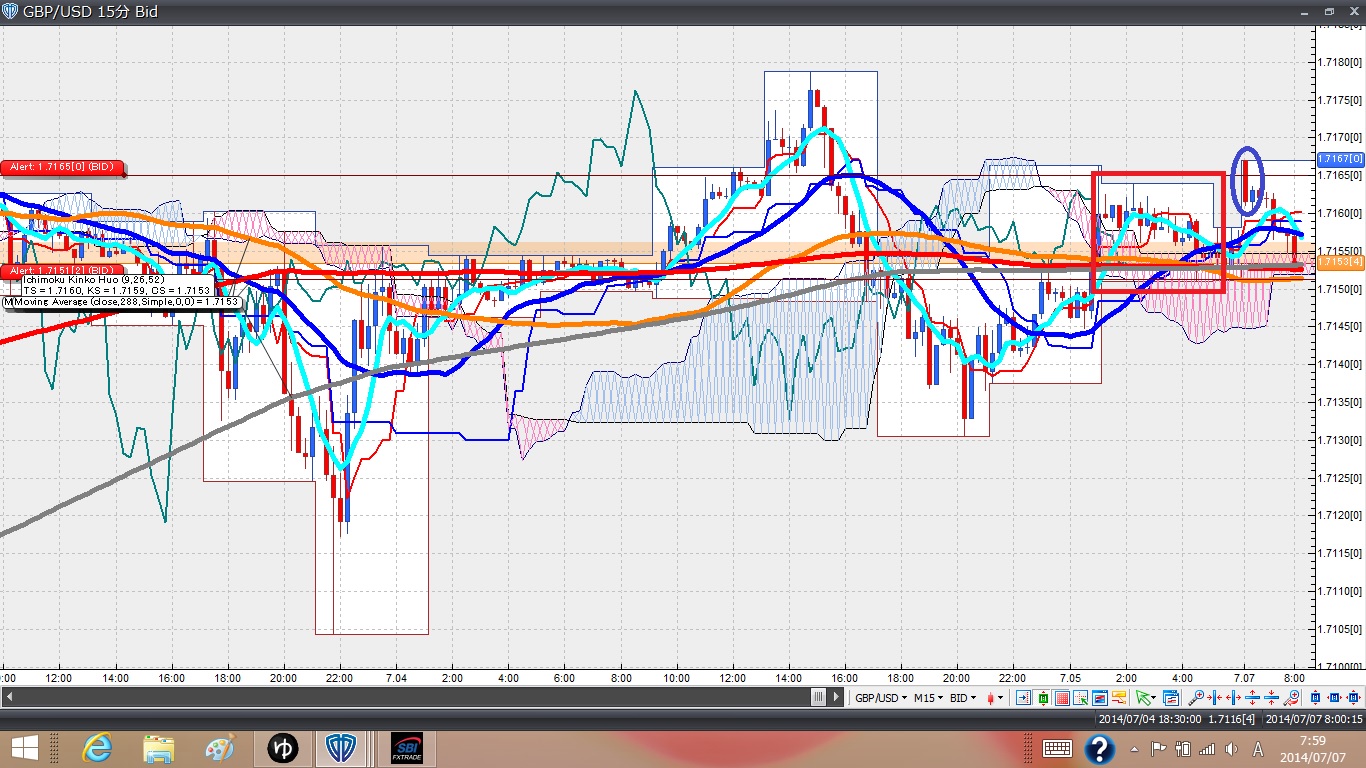 GBP/USD 15分 Bid
1.7180[0]
1.7175[0]
1.7170[0]
1.7167[0]
Alert: 1.7165[0] (BID)
1.7165[0]
1.7160[0]
1.7155[0]
1.7153[4]
Alert: 1.7151[2] (BID)
Ichimoku Kinko Huo (9,26,52)
TS = 1.7160, KS = 1.7159, CS = 1.7153
1.7150[0]
Moving Average (close,288,Simple,0,0) = 1.7153
1.7145[0]
1.7140[0]
1.7135[0]
1.7130[0]
1.7125[0]
1.7120[0]
1.7115[0]
1.7110[0]
1.7105[0]
1.7100[0]
:00 12:00 14:00 16:00 18:00 20:00 22:00 7.04 2:00 4:00 6:00 8:00 10:00 12:00 14:00 16:00 18:00 20:00 22:00 7.05 2:00 4:00 7.07 8:00
GBP/USD M15 BID
2014/07/04 18:30:00 1.7116[4] 2014/07/07 8:00:15
ゆ SBI FXTRADE A 7:59
2014/07/07